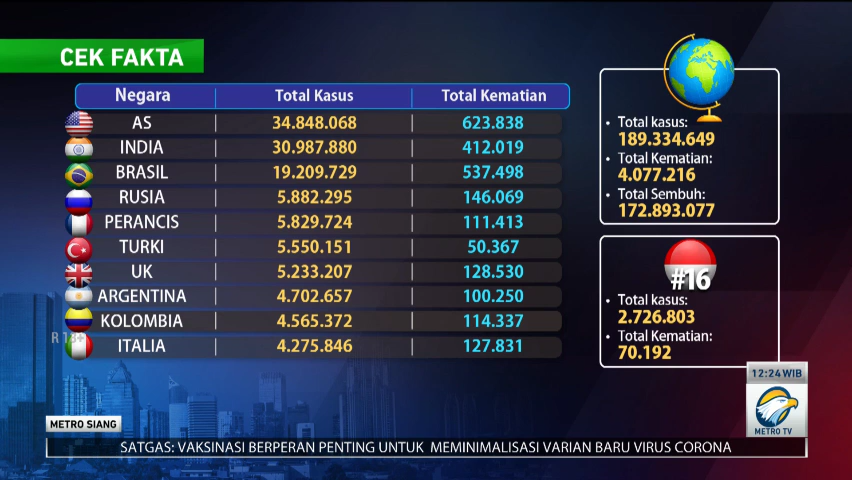 CEK FAKTA
Negara | Total Kasus | Total Kematian
AS | 34.848.068 | 623.838
INDIA | 30.987.880 | 412.019
BRASIL | 19.209.729 | 537.498
RUSIA | 5.882.295 | 146.069
PERANCIS | 5.829.724 | 111.413
TURKI | 5.550.151 | 50.367
UK | 5.233.207 | 128.530
ARGENTINA | 4.702.657 | 100.250
KOLOMBIA | 4.565.372 | 114.337
ITALIA | 4.275.846 | 127.831
• Total kasus:
189.334.649
• Total Kematian:
4.077.216
• Total Sembuh:
172.893.077
#16
• Total kasus:
2.726.803
• Total Kematian:
70.192
R 13+
12:24 WIB
METRO TV
METRO SIANG
SATGAS: VAKSINASI BERPERAN PENTING UNTUK MEMINIMALISASI VARIAN BARU VIRUS CORONA